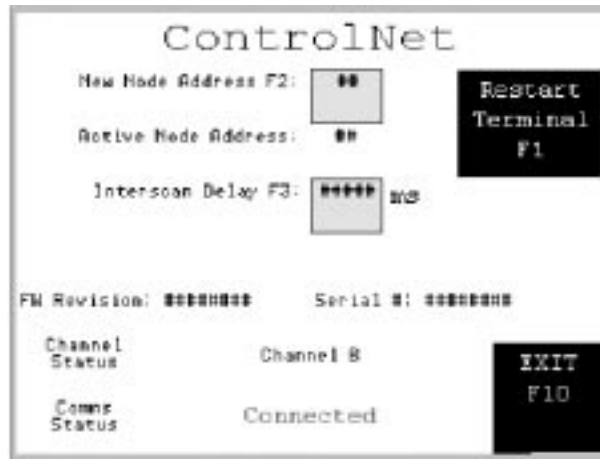 ControlNet
New Node Address F2: ##
Restart
Terminal
F1
Active Node Address: ##
Interscan Delay F3: ##### ms
FW Revision: ######## Serial #: ########
Channel
Status
Channel B
EXIT
F10
Comms
Status
Connected